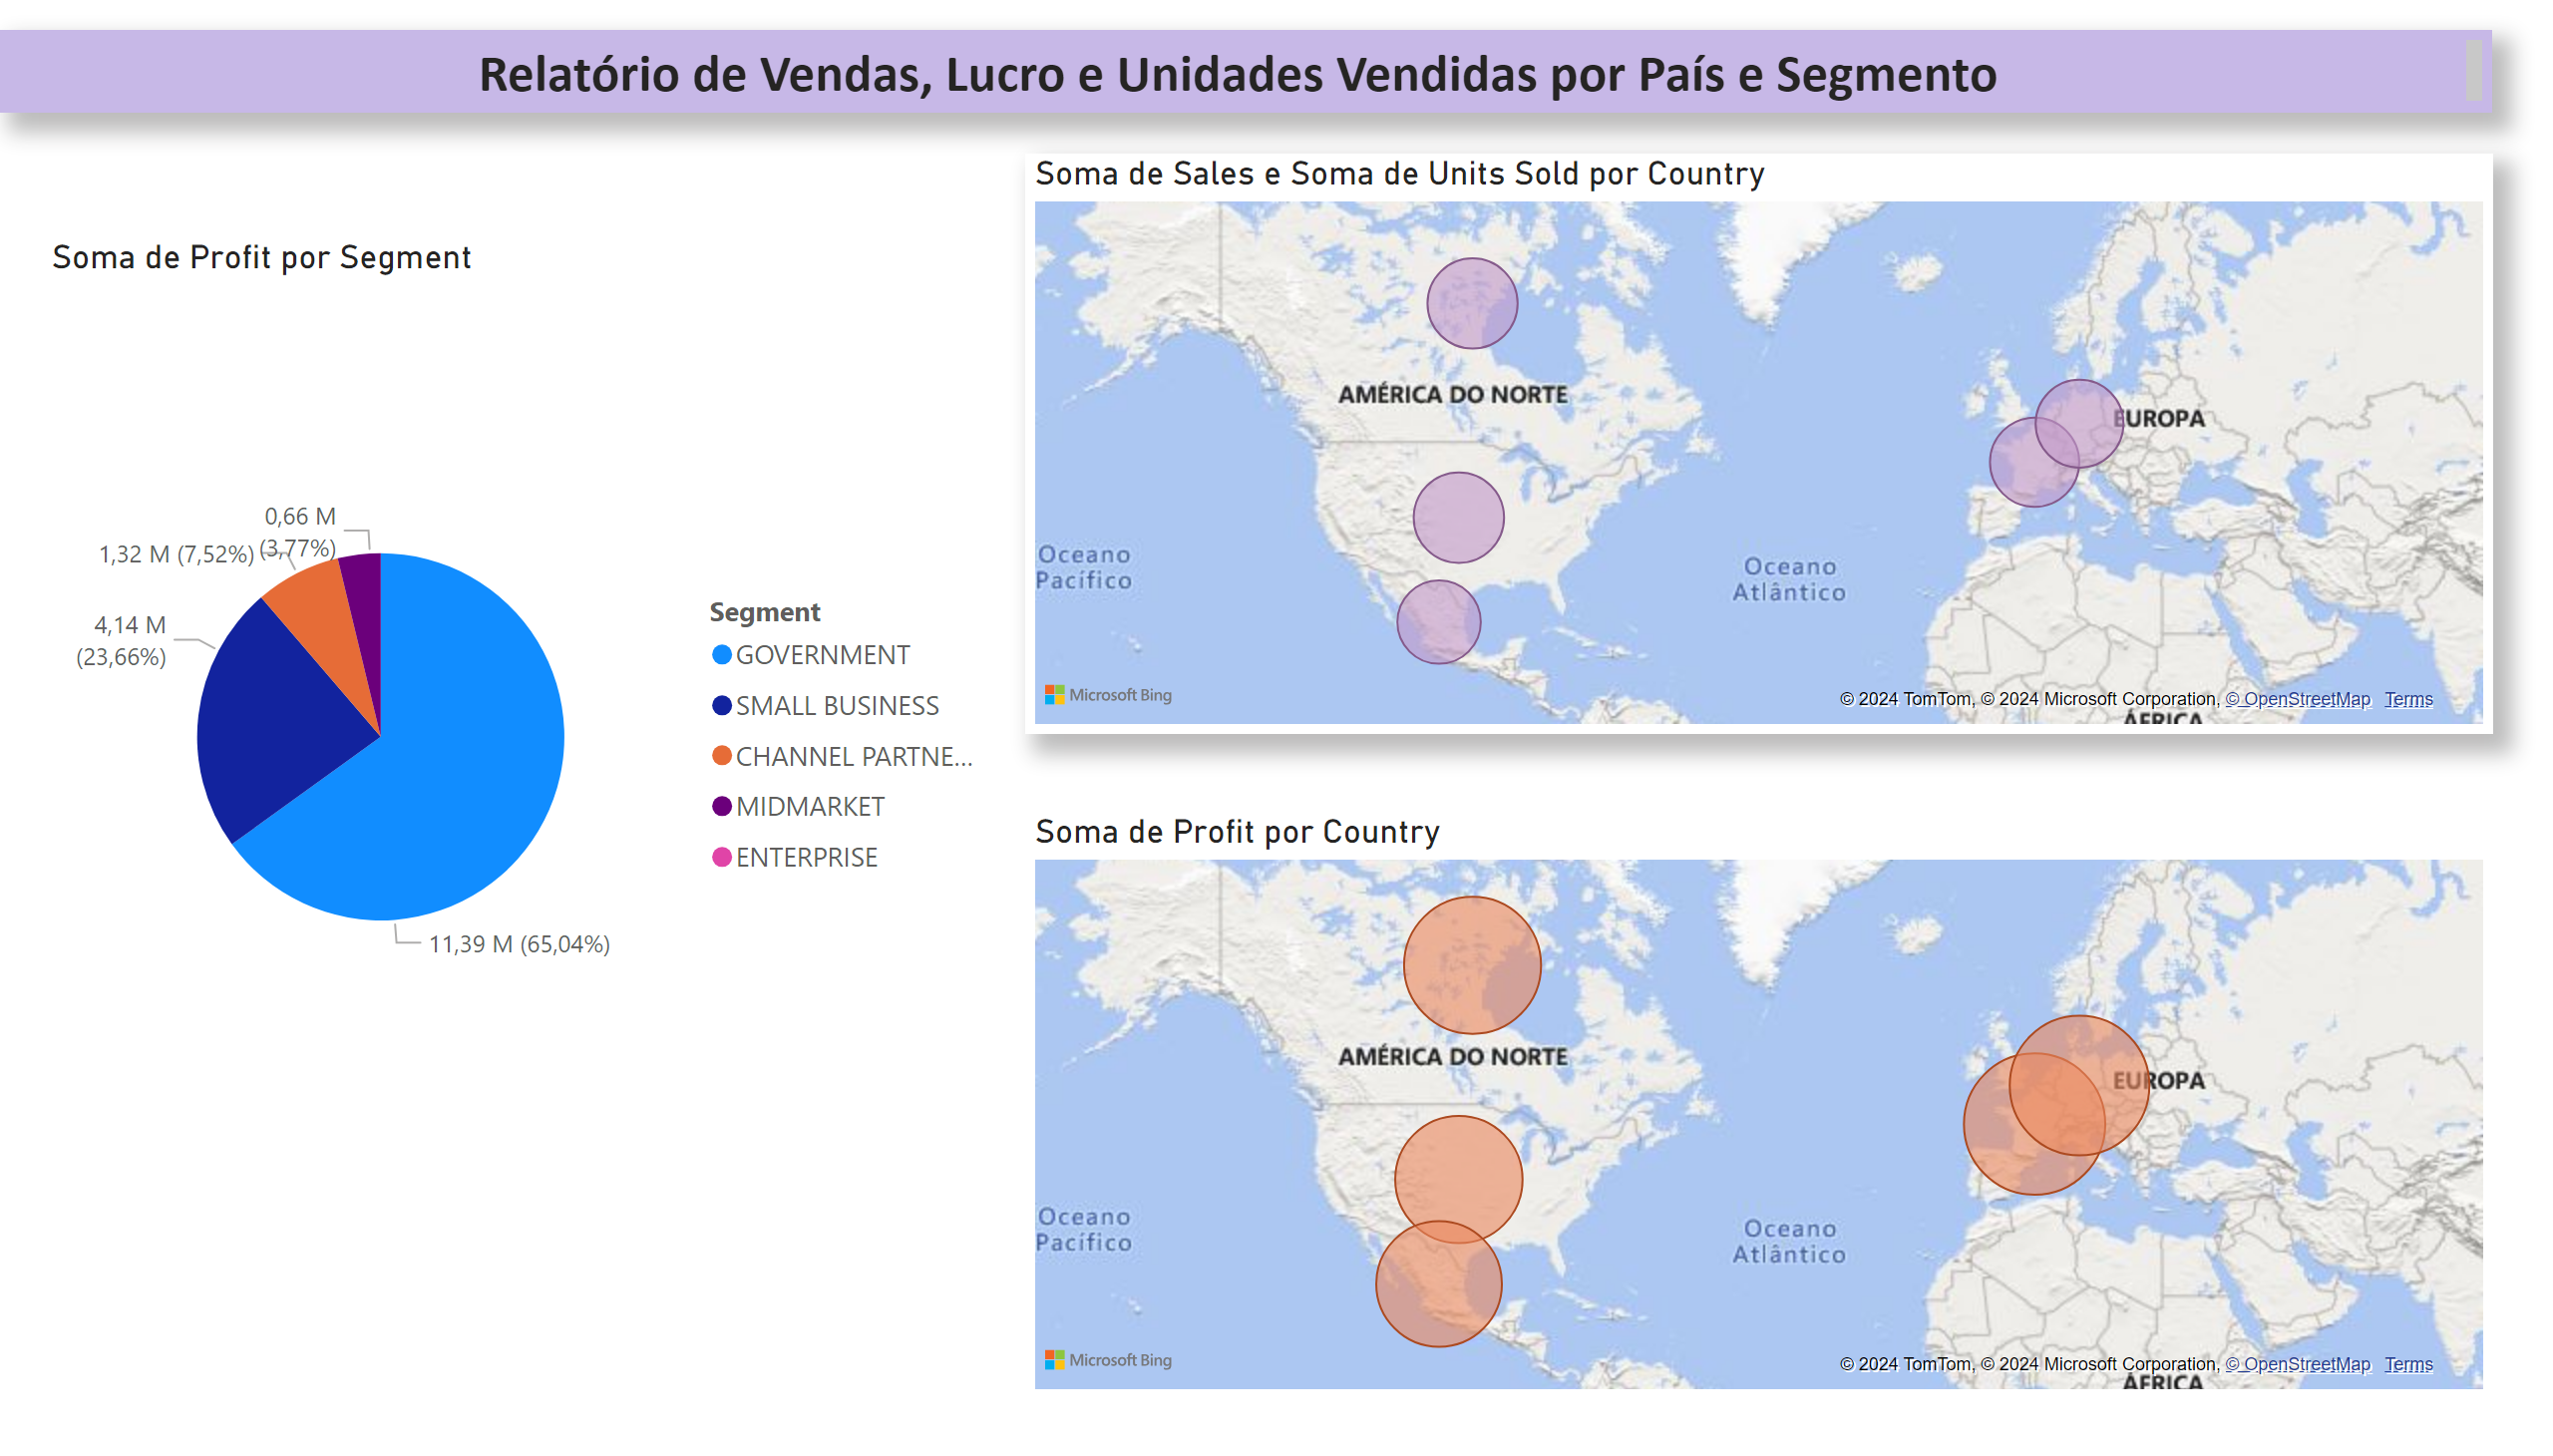 Relatório de Vendas, Lucro e Unidades Vendidas por País e Segmento
Soma de Profit por Segment
0,66 M
(3,77%)
1,32 M (7,52%)
4,14 M
(23,66%)
11,39 M (65,04%)
Segment
GOVERNMENT
SMALL BUSINESS
CHANNEL PARTNE...
MIDMARKET
ENTERPRISE
Soma de Sales e Soma de Units Sold por Country
AMÉRICA DO NORTE
EUROPA
Oceano
Pacífico
Oceano
Atlântico
ÁFRICA
Microsoft Bing
© 2024 TomTom, © 2024 Microsoft Corporation, © OpenStreetMap Terms
Soma de Profit por Country
AMÉRICA DO NORTE
EUROPA
Oceano
Pacífico
Oceano
Atlântico
ÁFRICA
Microsoft Bing
© 2024 TomTom, © 2024 Microsoft Corporation, © OpenStreetMap Terms